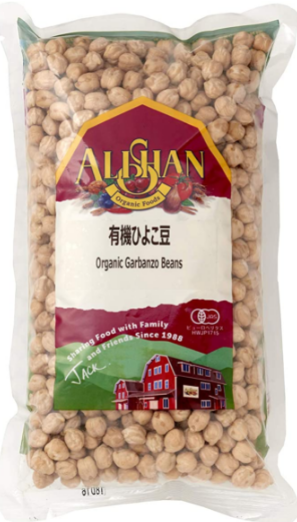 ALISHAN
Organic Foods
有機ひよこ豆
Organic Garbanzo Beans
Sharing Food with Family
and Friends Since 1988
JACK
JAS